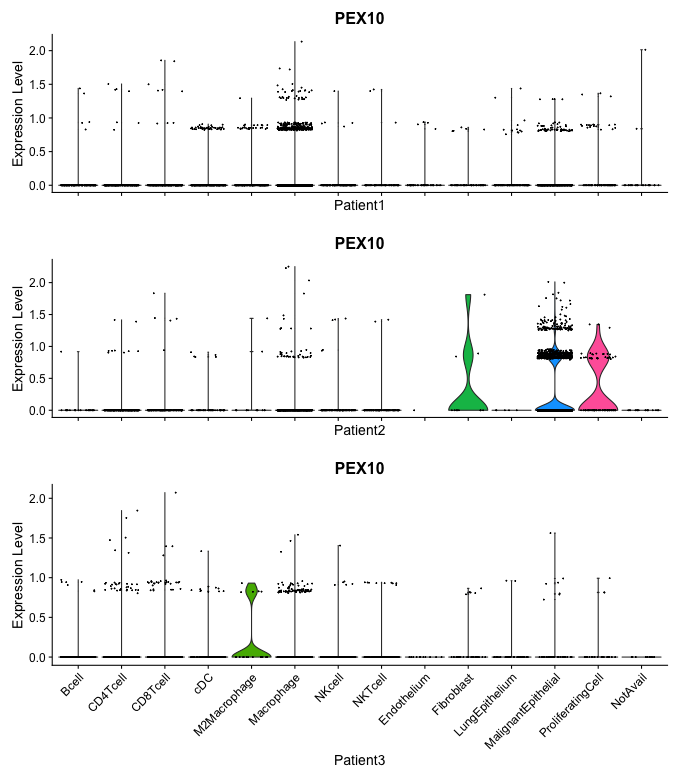 PEX10
Expression Level
2.0
1.5
1.0
0.5
0.0
Patient1
PEX10
Expression Level
2.0
1.5
1.0
0.5
0.0
Patient2
PEX10
Expression Level
2.0
1.5
1.0
0.5
0.0
Bcell
CD4Tcell
CD8Tcell
cDC
M2Macrophage
Macrophage
NKcell
NKTcell
Endothelium
Fibroblast
LungEpithelium
MalignantEpithelial
ProliferatingCell
NotAvail
Patient3